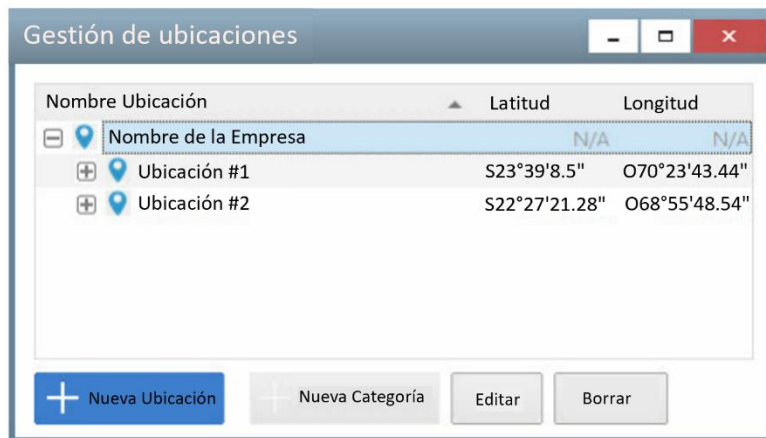 Gestión de ubicaciones
Nombre Ubicación Latitud Longitud
Nombre de la Empresa N/A N/A
Ubicación #1 S23°39'8.5" O70°23'43.44"
Ubicación #2 S22°27'21.28" O68°55'48.54"
Nueva Ubicación Nueva Categoría Editar Borrar